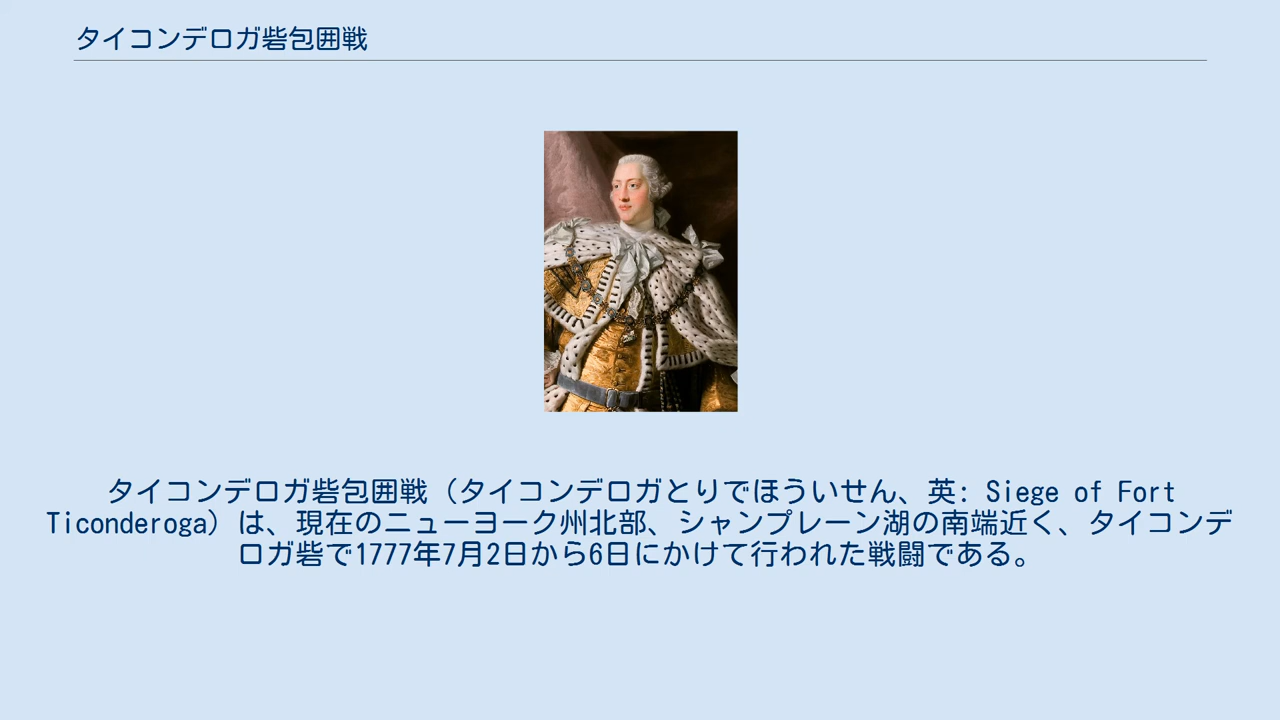 タイコンデロガ砦包囲戦
タイコンデロガ砦包囲戦（タイコンデロガとりでほういせん、英: Siege of Fort
Ticonderoga）は、現在のニューヨーク州北部、シャンプレーン湖の南端近く、タイコンデ
ロガ砦で1777年7月2日から6日にかけて行われた戦闘である。